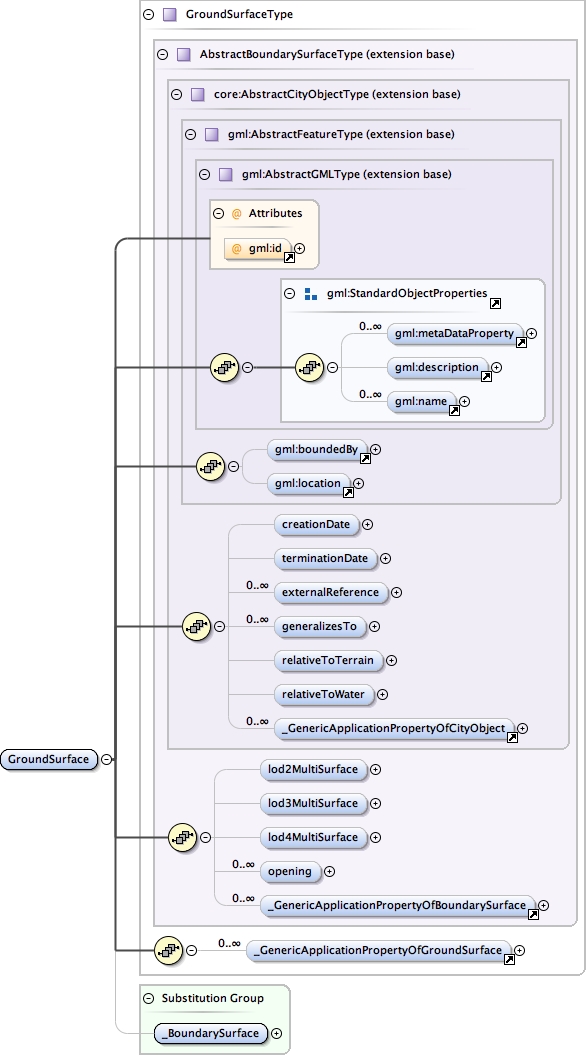 GroundSurfaceType
AbstractBoundarySurfaceType (extension base)
core:AbstractCityObjectType (extension base)
gml:AbstractFeatureType (extension base)
gml:AbstractGMLType (extension base)
@ Attributes
@ gml:id
gml:StandardObjectProperties
0..∞ gml:metaDataProperty
gml:description
0..∞ gml:name
gml:boundedBy
gml:location
creationDate
terminationDate
0..∞ externalReference
0..∞ generalizesTo
relativeToTerrain
relativeToWater
0..∞ _GenericApplicationPropertyOfCityObject
GroundSurface
lod2MultiSurface
lod3MultiSurface
lod4MultiSurface
0..∞ opening
0..∞ _GenericApplicationPropertyOfBoundarySurface
0..∞ _GenericApplicationPropertyOfGroundSurface
Substitution Group
_BoundarySurface